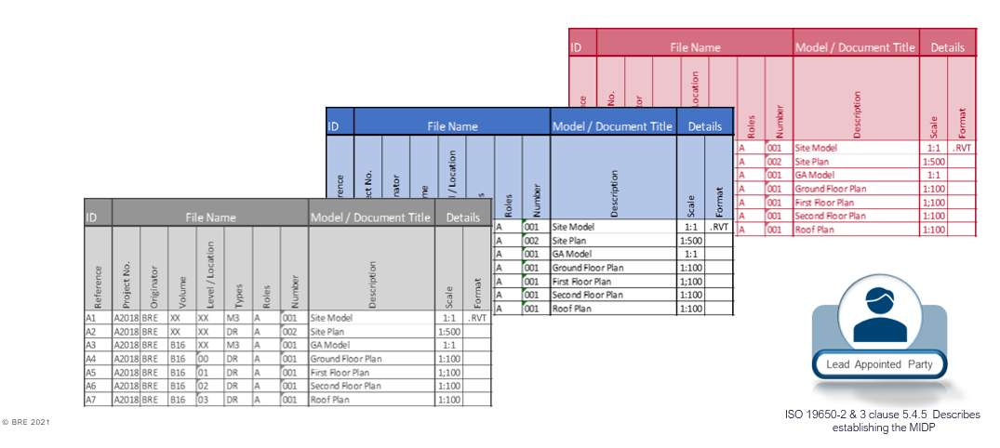 ID File Name Model / Document Title Details
No. Location Roles Number Description Scale Format
A 001 Site Model 1:1 .RVT
A 002 Site Plan 1:500
A 001 GA Model 1:1
A 001 Ground Floor Plan 1:100
A 001 First Floor Plan 1;100
A 001 Second Floor Plan 1:100
A 001 Roof Plan 1:100
ID File Name Model / Document Title Details
/ Location Roles Number Description Scale Format
A 001 Site Model 1:1 .RVT
A 002 Site Plan 1:500
A 001 GA Model 1:1
A 001 Ground Floor Plan 1:100
A 001 First Floor Plan 1;100
A 001 Second Floor Plan 1:100
A 001 Roof Plan 1:100
ID File Name Model / Document Title Details
Reference Project No. Originator Volume Level / Location Types Roles Number Description Scale Format
A1 A2018 BRE XX XX M3 A 001 Site Model 1:1 .RVT
A2 A2018 BRE XX XX DR A 002 Site Plan 1:500
A3 A2018 BRE B16 XX M3 A 001 GA Model 1:1
A4 A2018 BRE B16 00 DR A 001 Ground Floor Plan 1:100
A5 A2018 BRE B16 01 DR A 001 First Floor Plan 1;100
A6 A2018 BRE B16 02 DR A 001 Second Floor Plan 1:100
A7 A2018 BRE B16 03 DR A 001 Roof Plan 1:100
Lead Appointed Party
ISO 19650-2 & 3 clause 5.4.5 Describes
establishing the MIDP
© BRE 2021